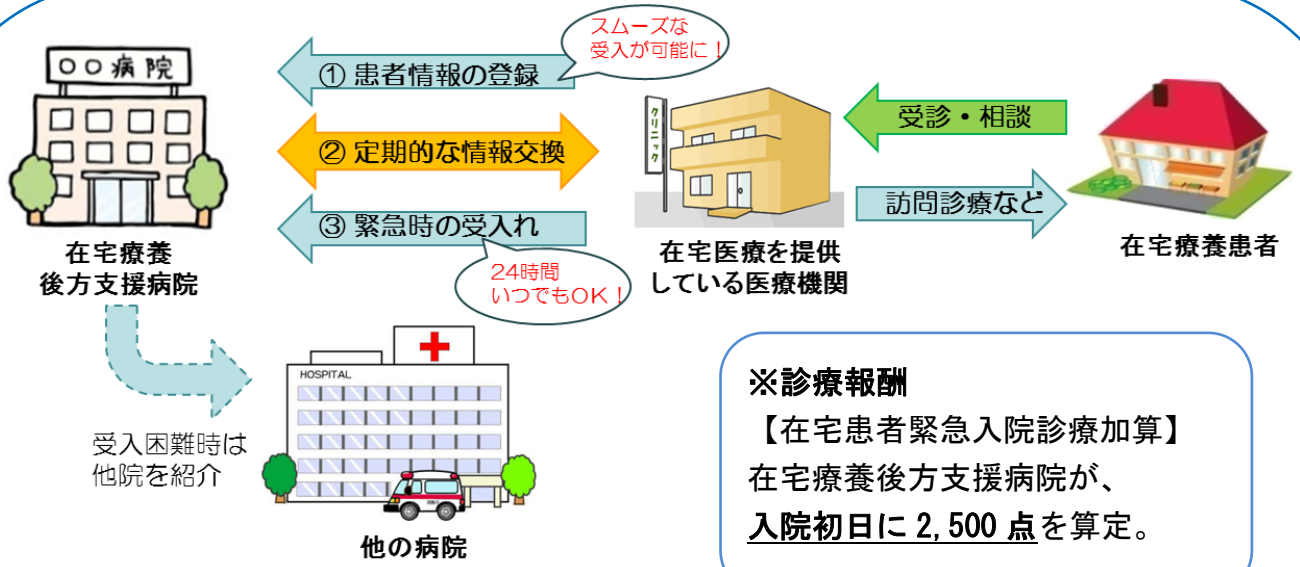 〇〇病院
① 患者情報の登録
スムーズな
受入が可能に！
② 定期的な情報交換
③ 緊急時の受入れ
24時間
いつでもOK！
クリニック
受診・相談
訪問診療など
在宅療養
後方支援病院
在宅医療を提供
している医療機関
在宅療養患者
受入困難時は
他院を紹介
HOSPITAL
他の病院
※診療報酬
【在宅患者緊急入院診療加算】
在宅療養後方支援病院が、
入院初日に 2,500 点を算定。